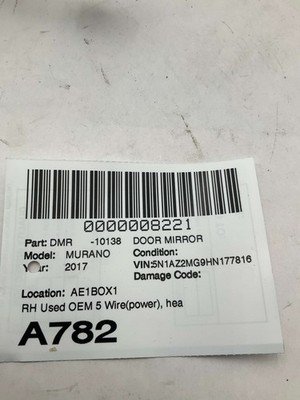 0000008221
Part: DMR -10138 DOOR MIRROR
Model: MURANO Condition:
Year: 2017 VIN:5N1AZ2MG9HN177816
Damage Code:
Location: AE1BOX1
RH Used OEM 5 Wire(power), hea
A782